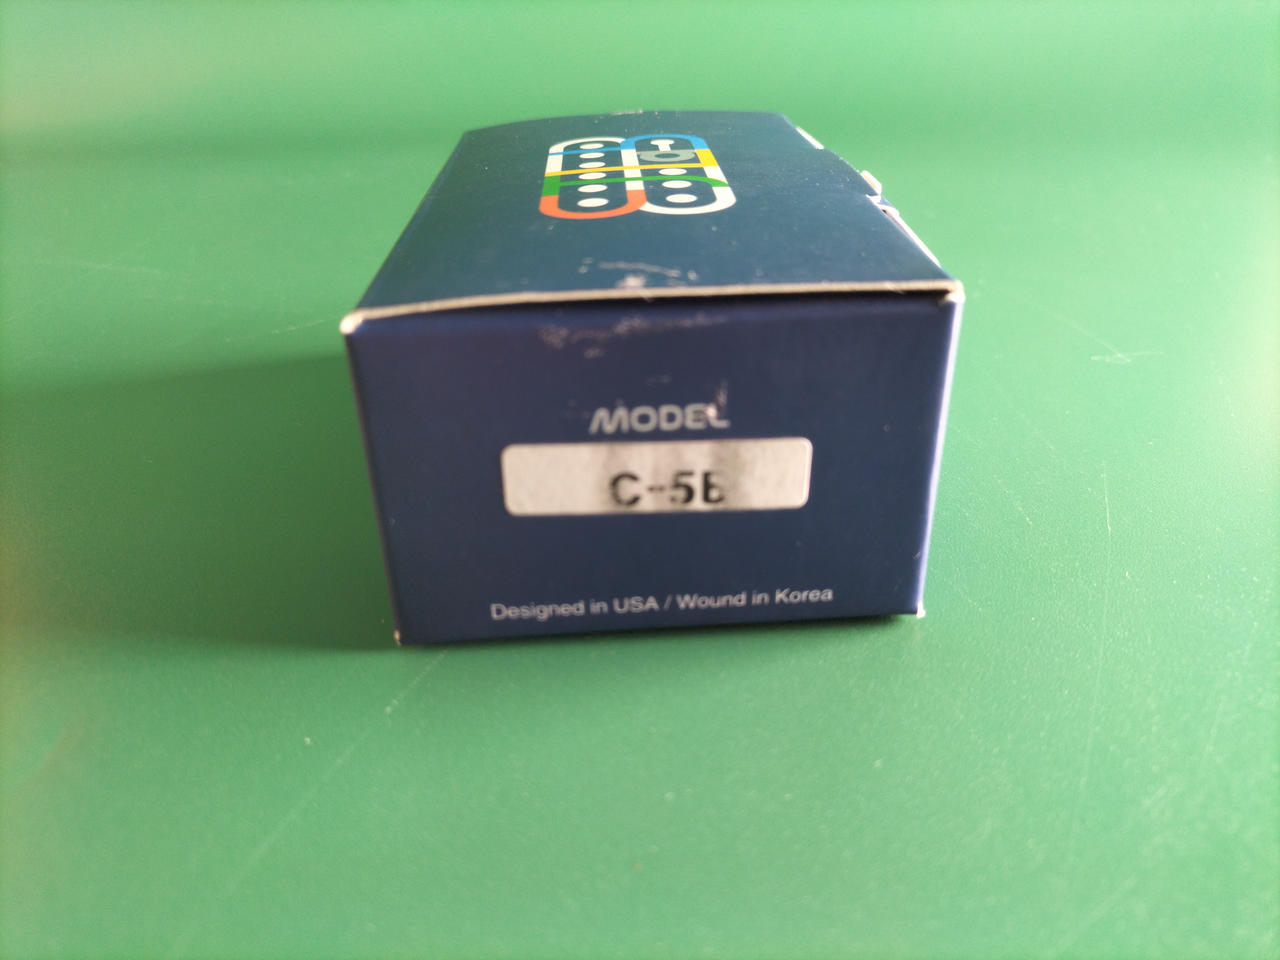 MODEL
C-5B
Designed in USA / Wound in Korea